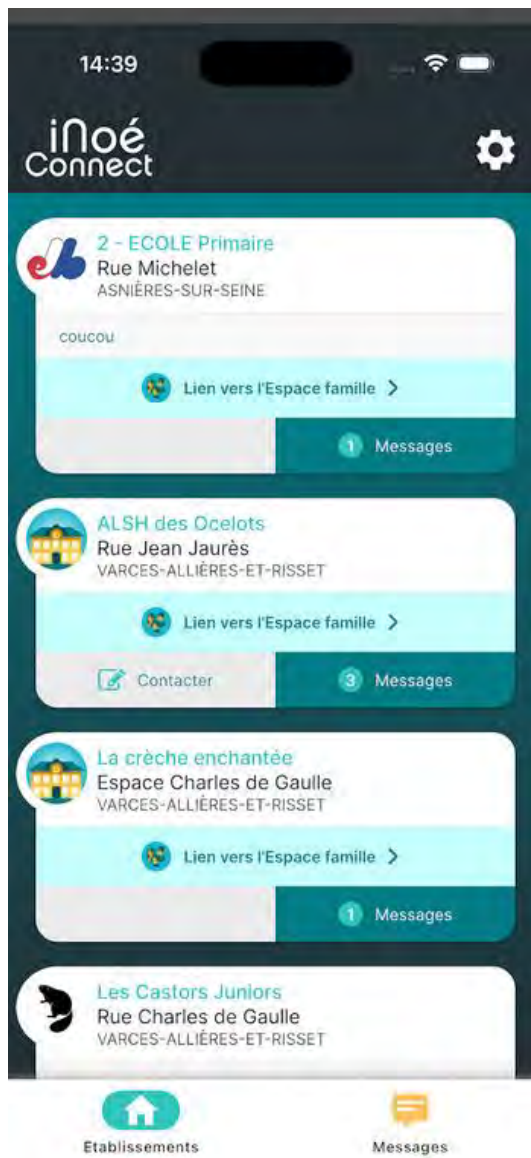 14:39
iNoé
Connect
2 - ECOLE Primaire
Rue Michelet
ASNIÈRES-SUR-SEINE
coucou
Lien vers l'Espace famille >
1 Messages
ALSH des Ocelots
Rue Jean Jaurès
VARCES-ALLIÈRES-ET-RISSET
Lien vers l'Espace famille >
Contacter
3 Messages
La crèche enchantée
Espace Charles de Gaulle
VARCES-ALLIÈRES-ET-RISSET
Lien vers l'Espace famille >
1 Messages
Les Castors Juniors
Rue Charles de Gaulle
VARCES-ALLIÈRES-ET-RISSET
Etablissements
Messages